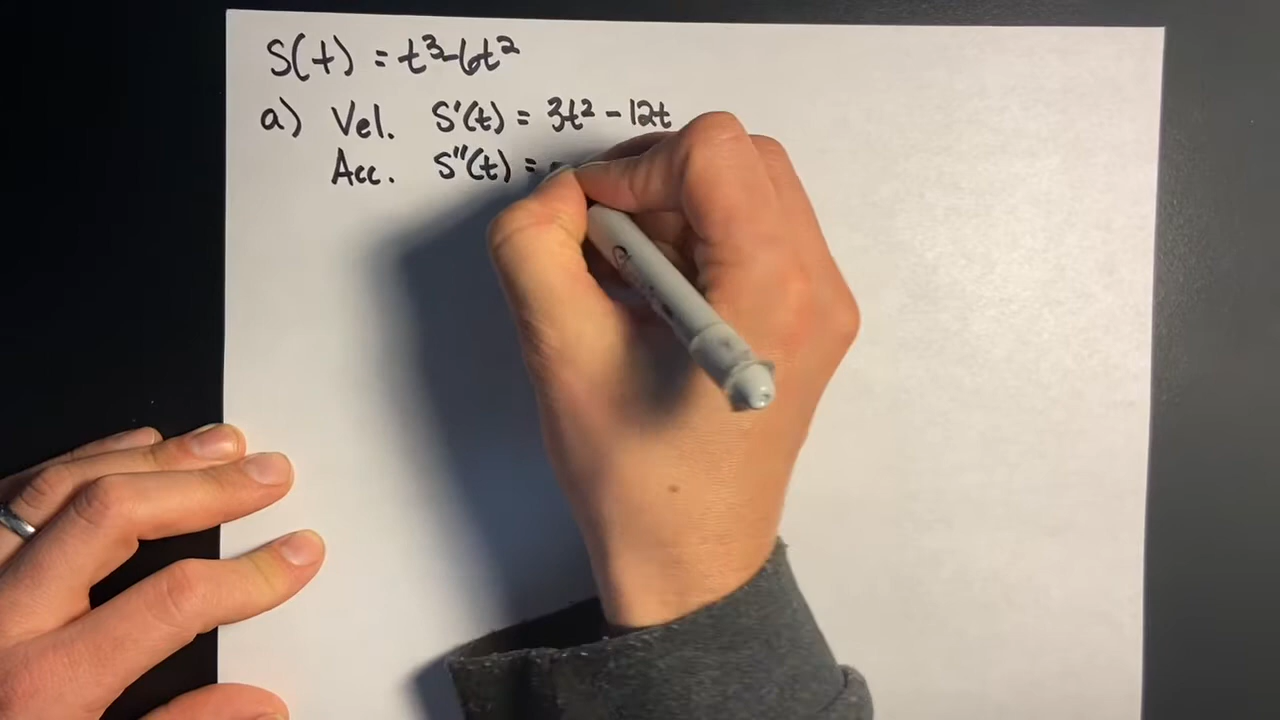 S(t) = t³-6t²
a) Vel. S'(t) = 3t² - 12t
Acc. S"(t) =